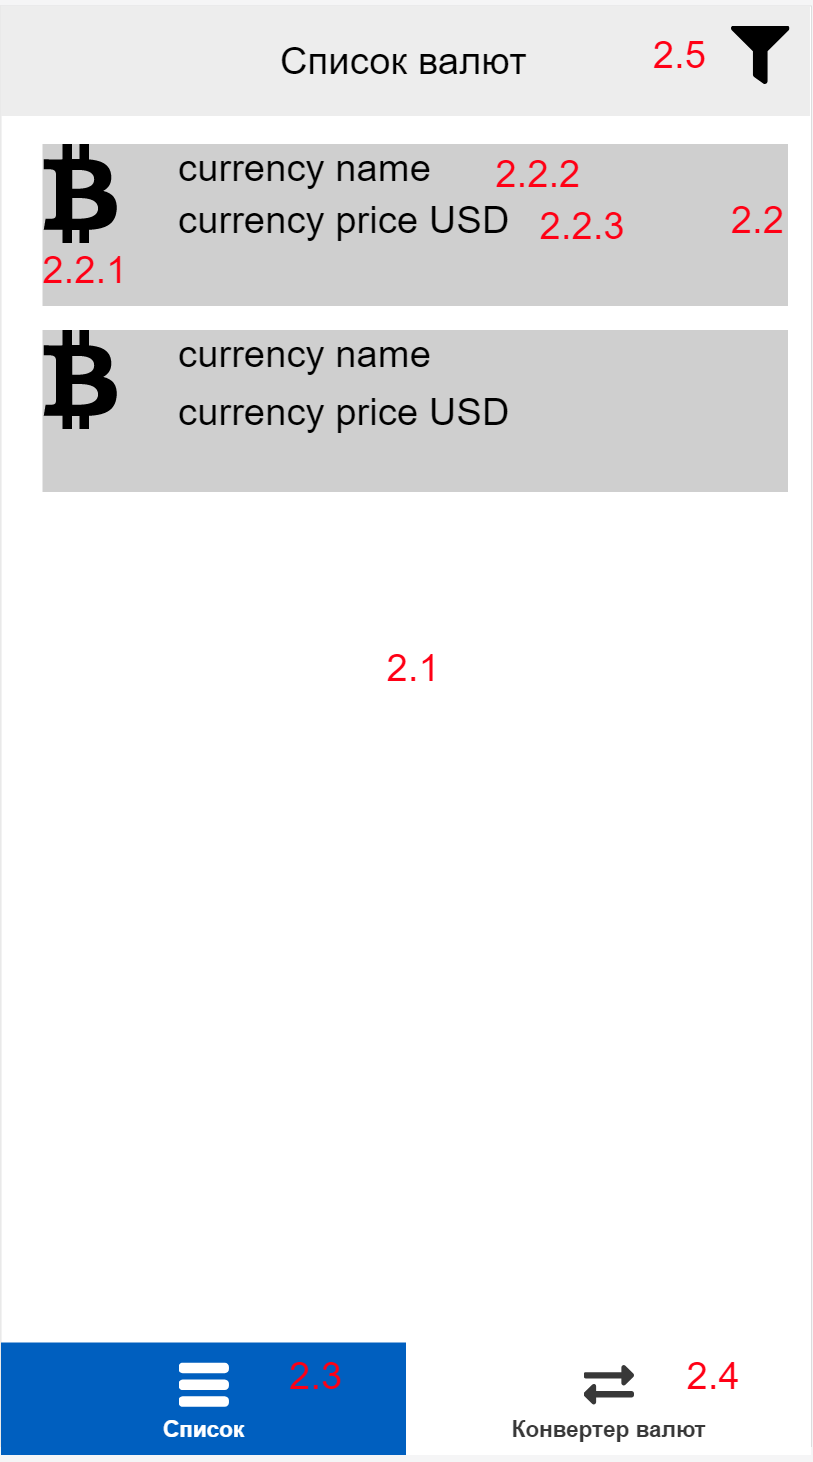 Список валют 2.5
currency name 2.2.2
currency price USD 2.2.3 2.2
2.2.1
currency name
currency price USD
2.1
2.3 2.4
Список Конвертер валют